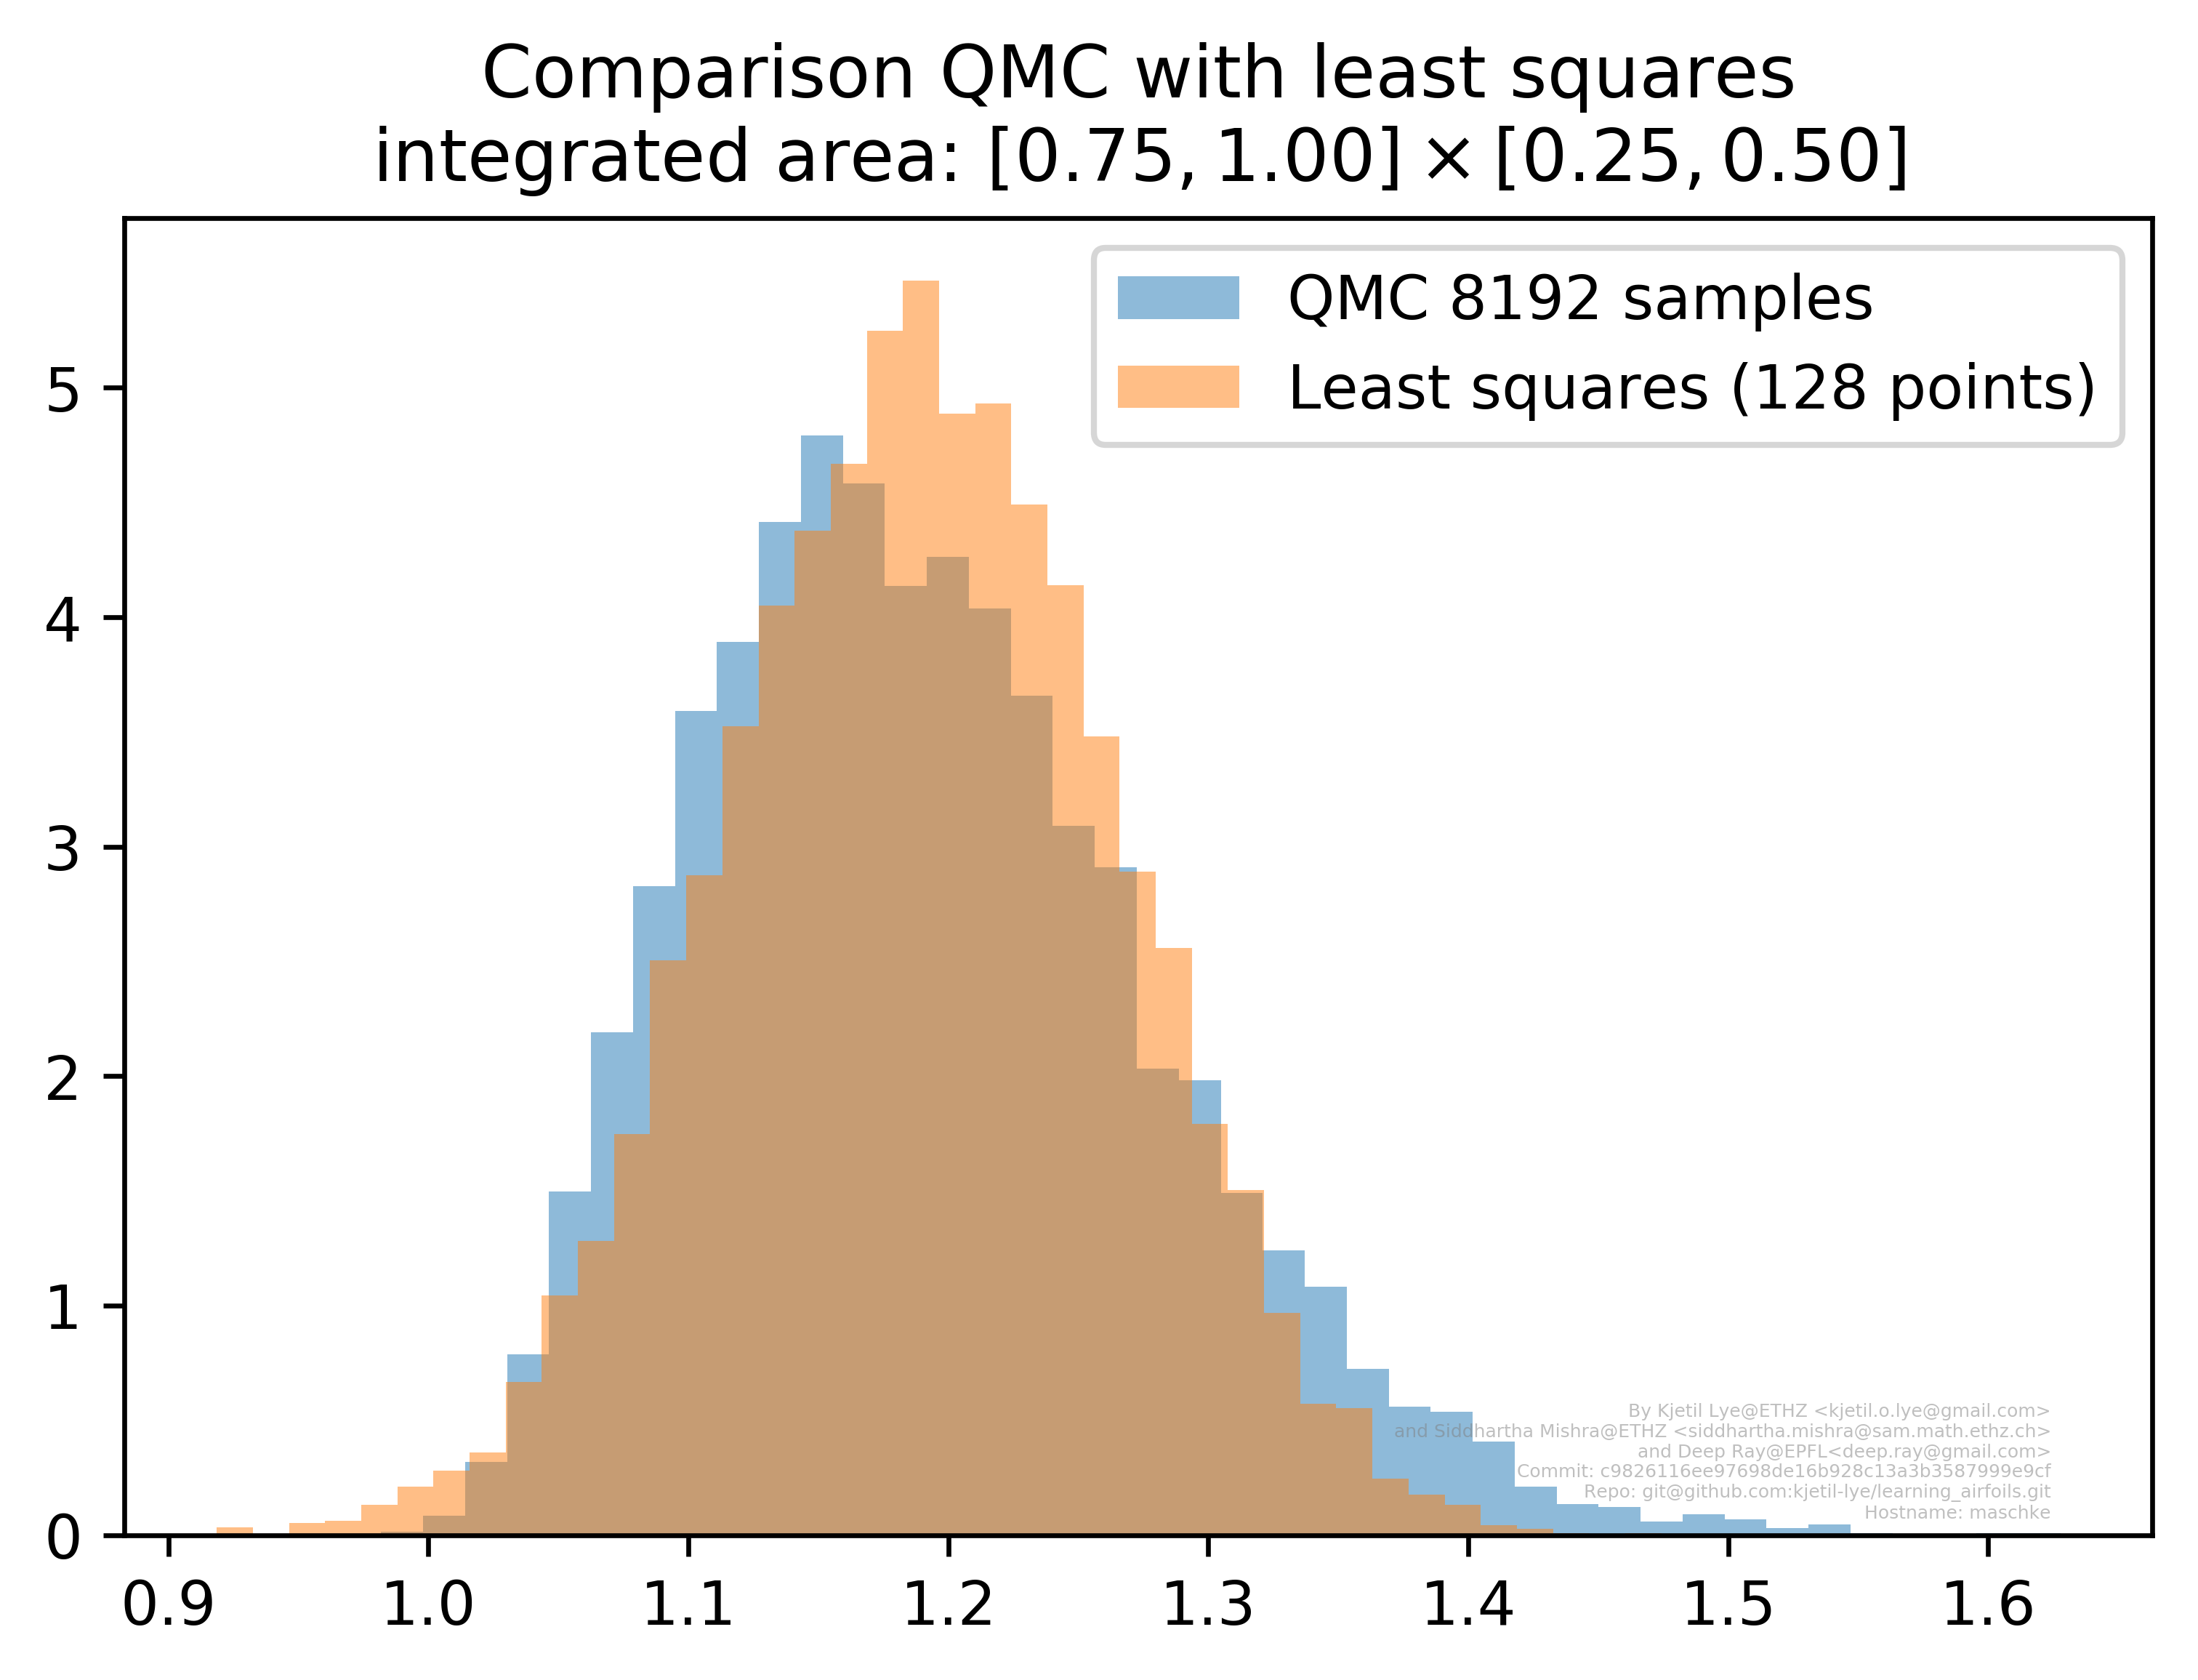 Comparison QMC with least squares
integrated area: [0.75, 1.00] × [0.25, 0.50]
QMC 8192 samples
Least squares (128 points)
5
4
3
2
1
0
By Kjetil Lye@ETHZ <kjetil.o.lye@gmail.com>
and Siddhartha Mishra@ETHZ <siddhartha.mishra@sam.math.ethz.ch>
and Deep Ray@EPFL<deep.ray@gmail.com>
Commit: c9826116ee97698de16b928c13a3b3587999e9cf
Repo: git@github.com:kjetil-lye/learning_airfoils.git
Hostname: maschke
0.9 1.0 1.1 1.2 1.3 1.4 1.5 1.6